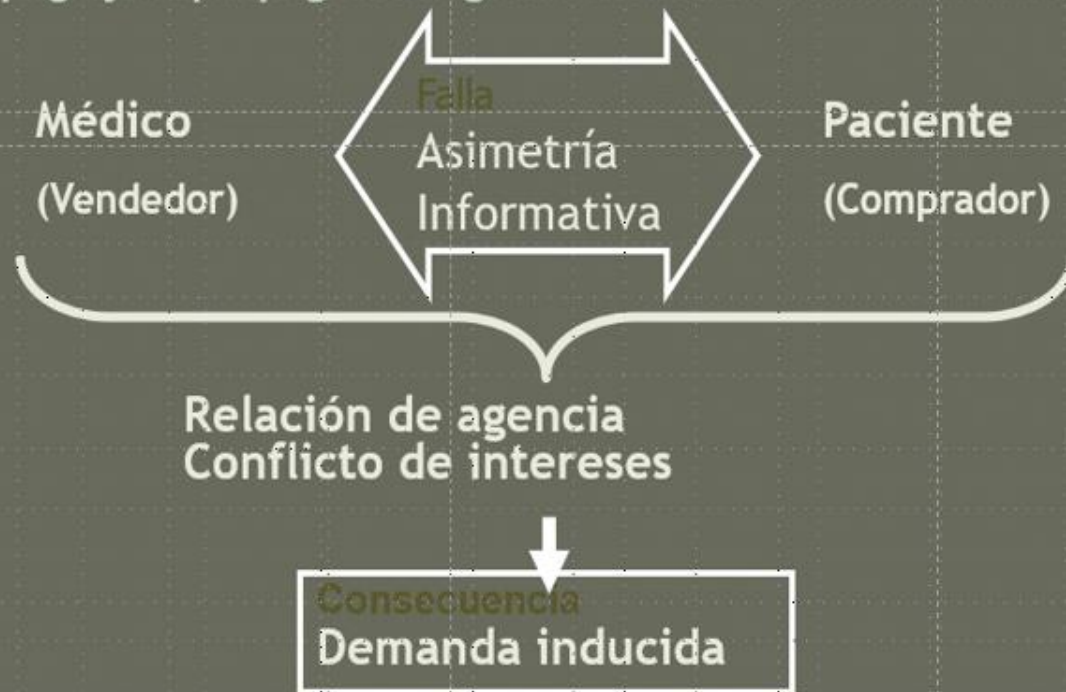 Falla
Médico
Asimetría
Paciente
(Vendedor)
Informativa
(Comprador)
Relación de agencia
Conflicto de intereses
Consecuencia
Demanda inducida